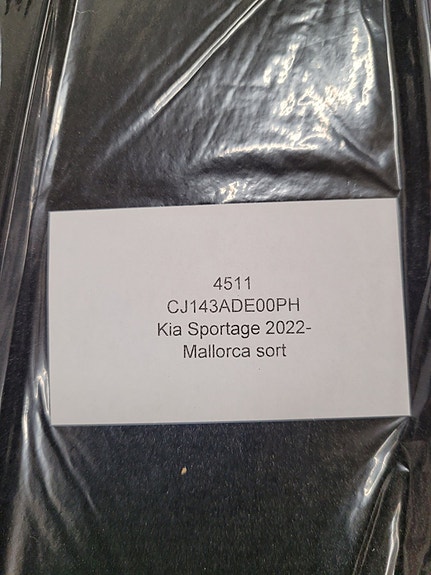 4511
CJ143ADE00PH
Kia Sportage 2022-
Mallorca sort